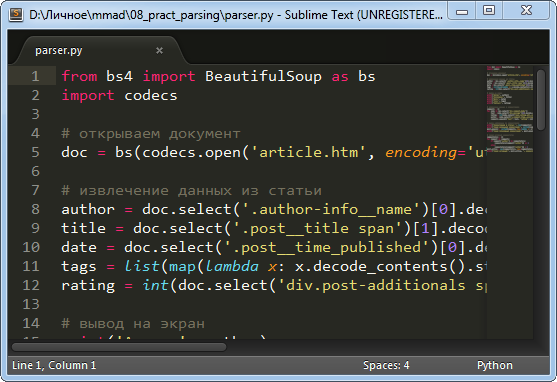 D:\Личное\mmad\08_pract_parsing\parser.py - Sublime Text (UNREGISTERE...
parser.py
1 from bs4 import BeautifulSoup as bs
2 import codecs
3
4 # открываем документ
5 doc = bs(codecs.open('article.htm', encoding='u
6
7 # извлечение данных из статьи
8 author = doc.select('.author-info__name')[0].dec
9 title = doc.select('.post__title span')[1].decod
10 date = doc.select('.post__time_published')[0].de
11 tags = list(map(lambda x: x.decode_contents().st
12 rating = int(doc.select('div.post-additionals sp
13
14 # вывод на экран
Line 1, Column 1 Spaces: 4 Python